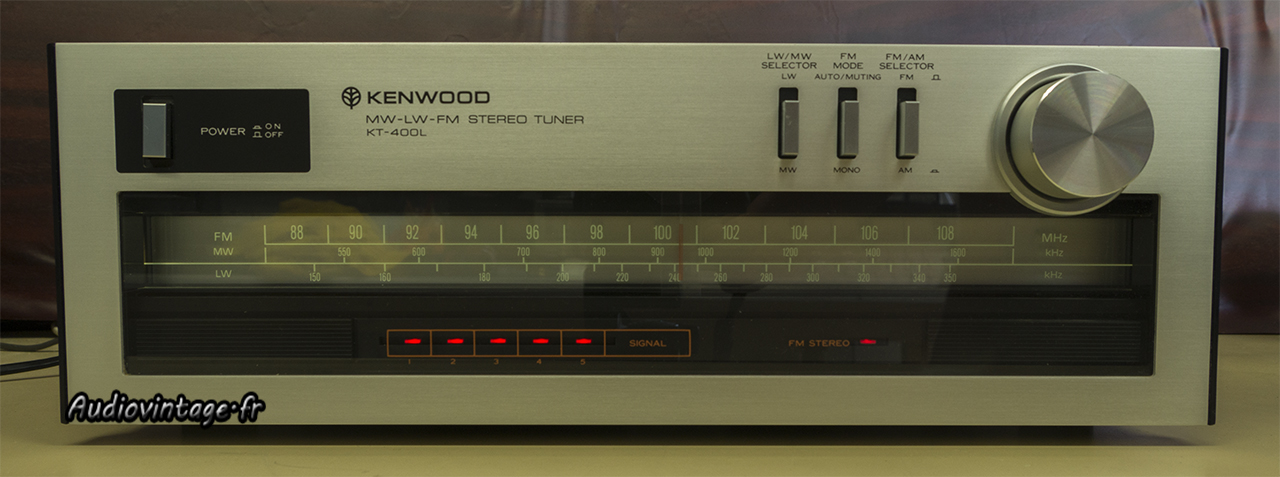 LW/MW SELECTOR
FM MODE
FM/AM SELECTOR
LW
AUTO/MUTING
FM
KENWOOD
MW-LW-FM STEREO TUNER
KT-400L
POWER ON OFF
MW
MONO
AM
FM 88 90 92 94 96 98 100 102 104 106 108 MHz
MW 550 600 700 800 900 1000 1200 1400 1600 kHz
LW 150 160 180 200 220 240 260 280 300 320 340 350 kHz
SIGNAL
FM STEREO
1 2 3 4 5
Audiovintage.fr